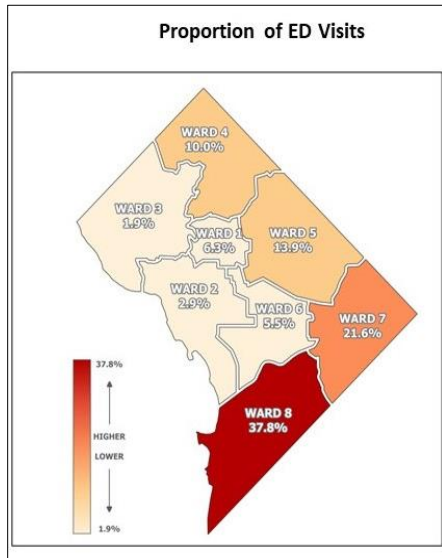 Proportion of ED Visits
WARD 4
10.0%
WARD 3
1.9%
WARD 1
6.3%
WARD 5
13.9%
WARD 2
2.9%
WARD 6
5.5%
WARD 7
21.6%
WARD 8
37.8%
37.8%
HIGHER
LOWER
1.9%